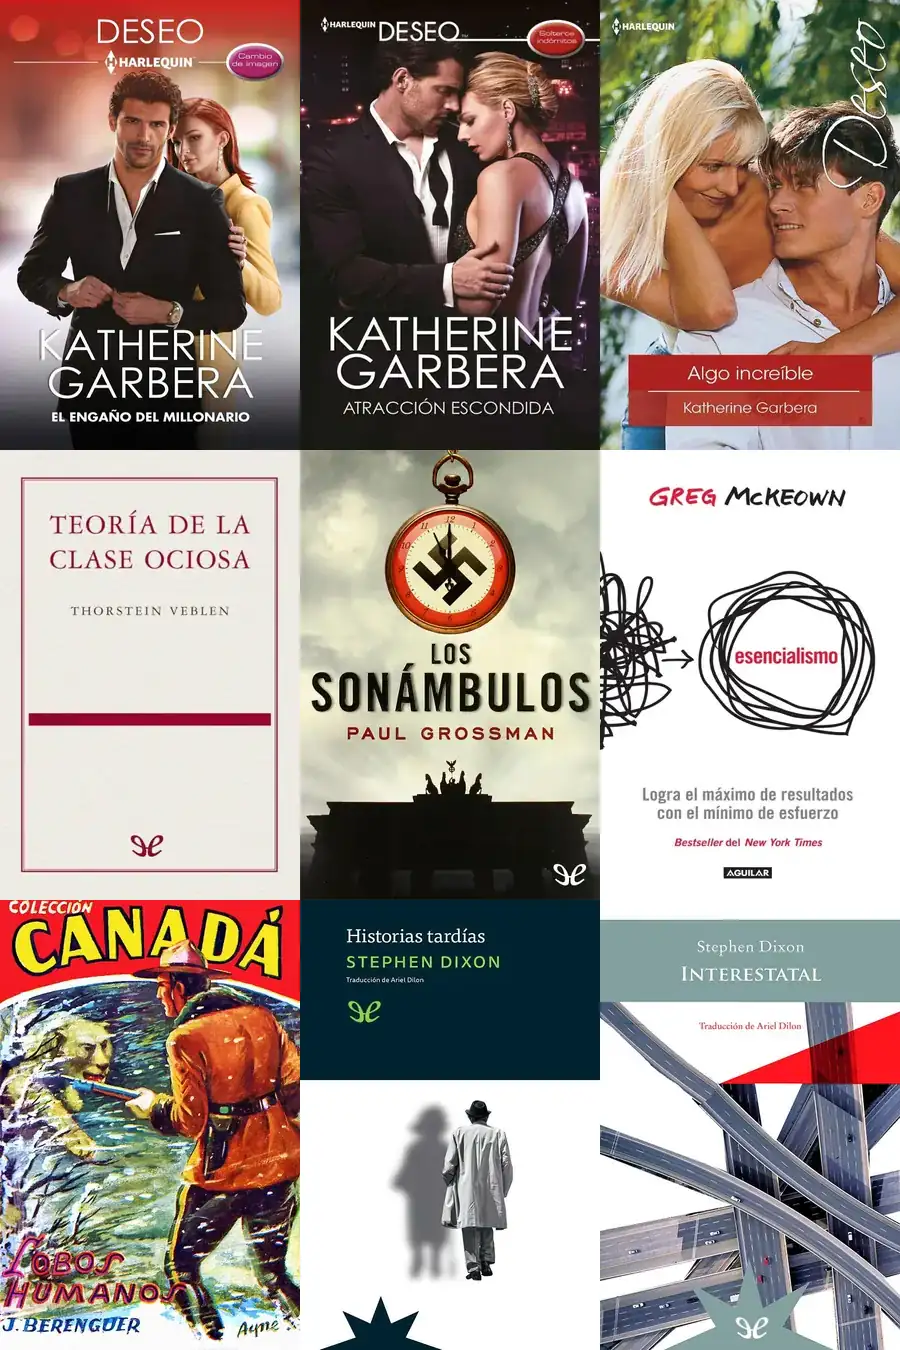 DESEO
HARLEQUIN
Cambio
de imagen
KATHERINE
GARBERA
EL ENGAÑO DEL MILLONARIO
HARLEQUIN
DESEO
Solteros
indómitos
KATHERINE
GARBERA
ATRACCIÓN ESCONDIDA
HARLEQUIN
Deseo
Algo increíble
Katherine Garbera
TEORÍA DE LA
CLASE OCIOSA
THORSTEIN VEBLEN
LOS
SONÁMBULOS
PAUL GROSSMAN
GREG MCKEOWN
esencialismo
Logra el máximo de resultados
con el mínimo de esfuerzo
Bestseller del New York Times
AGUILAR
COLECCIÓN
CANADÁ
LOBOS
HUMANOS
J. BERENGUER
Ayné
Historias tardías
STEPHEN DIXON
Traducción de Ariel Dilon
Stephen Dixon
INTERESTATAL
Traducción de Ariel Dilon